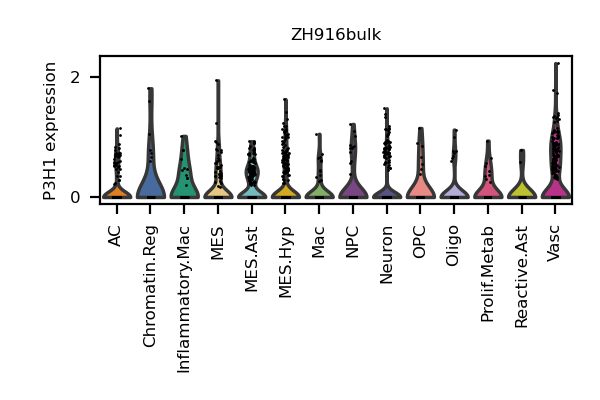 ZH916bulk
P3H1 expression
2
0
AC
Chromatin.Reg
Inflammatory.Mac
MES
MES.Ast
MES.Hyp
Mac
NPC
Neuron
OPC
Oligo
Prolif.Metab
Reactive.Ast
Vasc